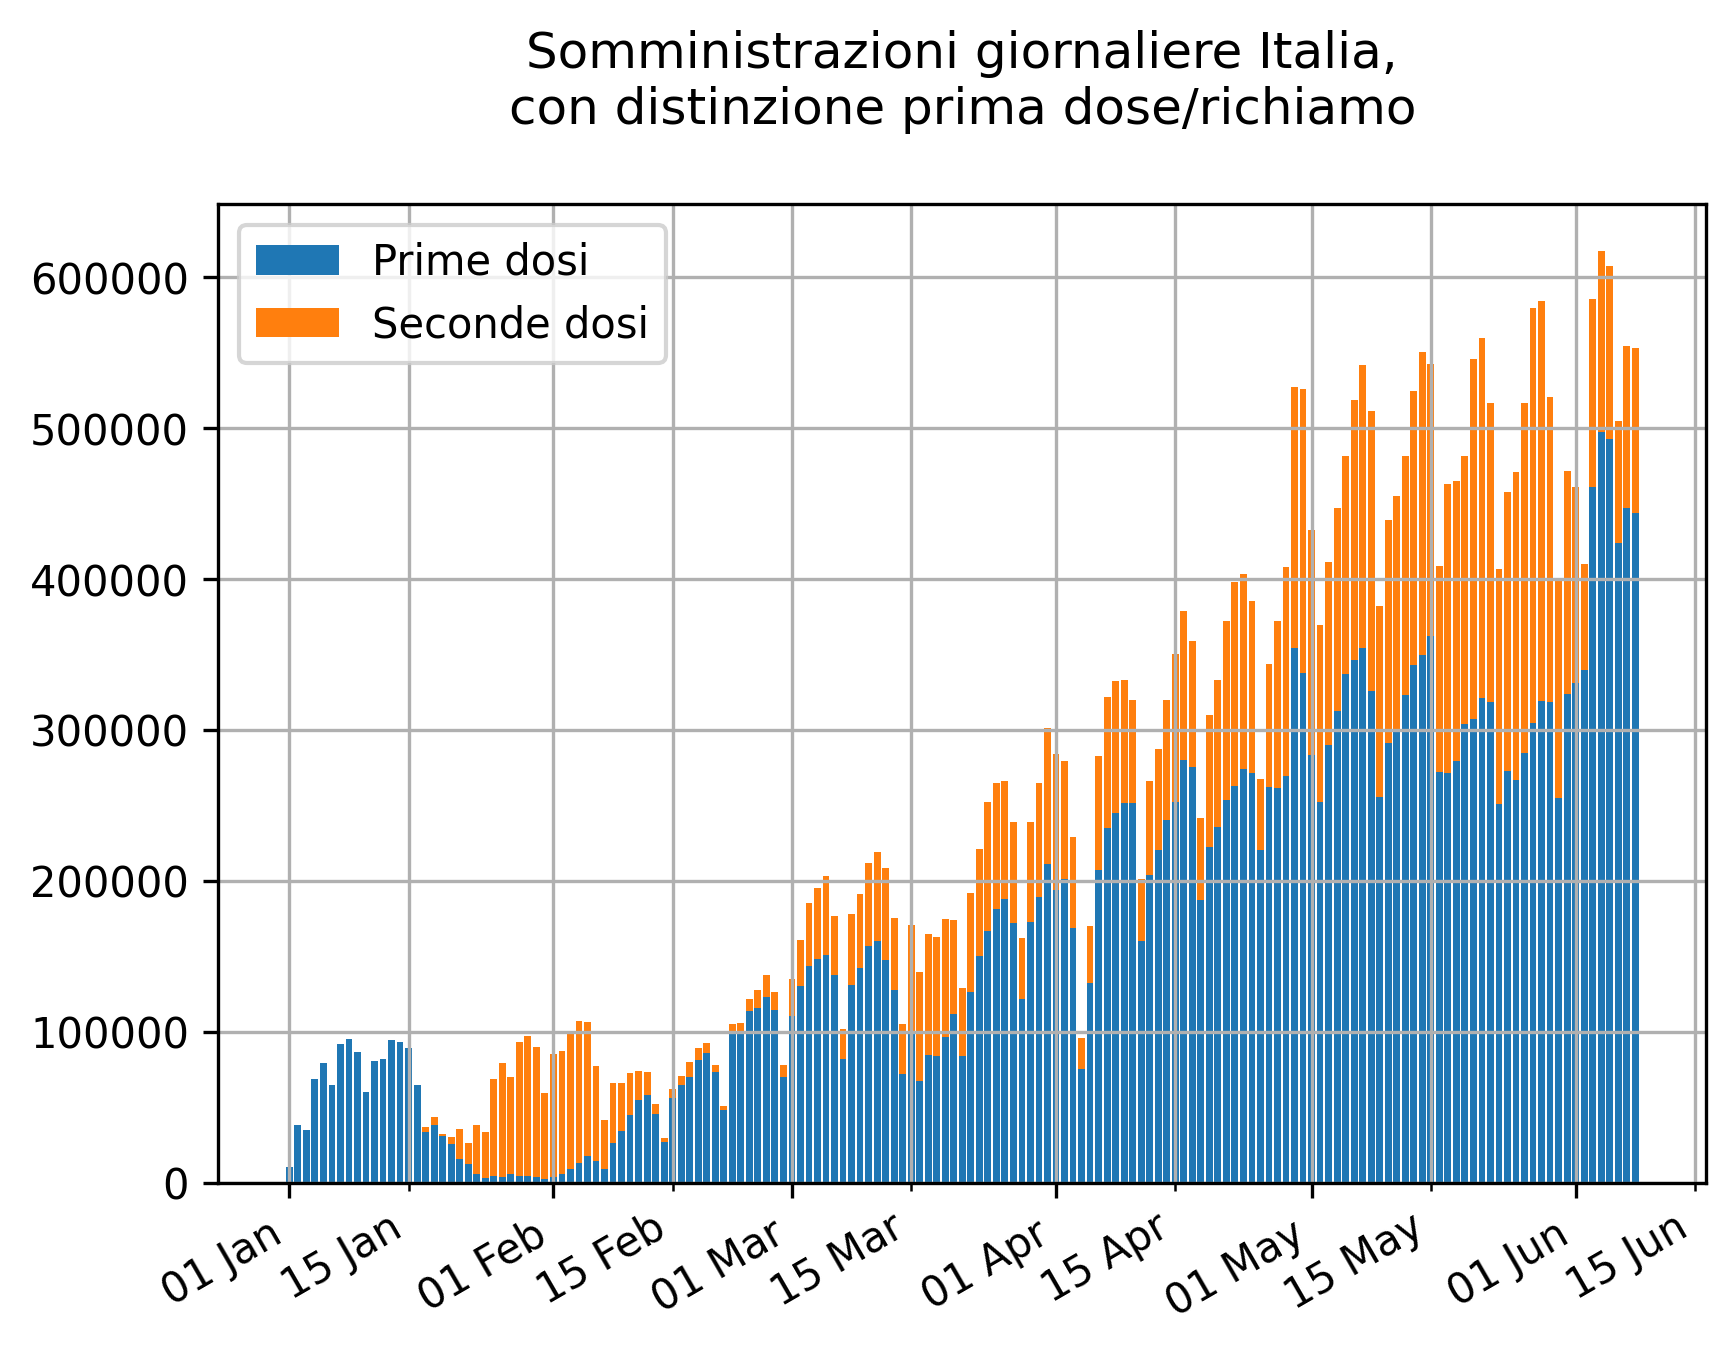 Somministrazioni giornaliere Italia,
con distinzione prima dose/richiamo
Prime dosi
Seconde dosi
600000
500000
400000
300000
200000
100000
0
01 Jan
15 Jan
01 Feb
15 Feb
01 Mar
15 Mar
01 Apr
15 Apr
01 May
15 May
01 Jun
15 Jun